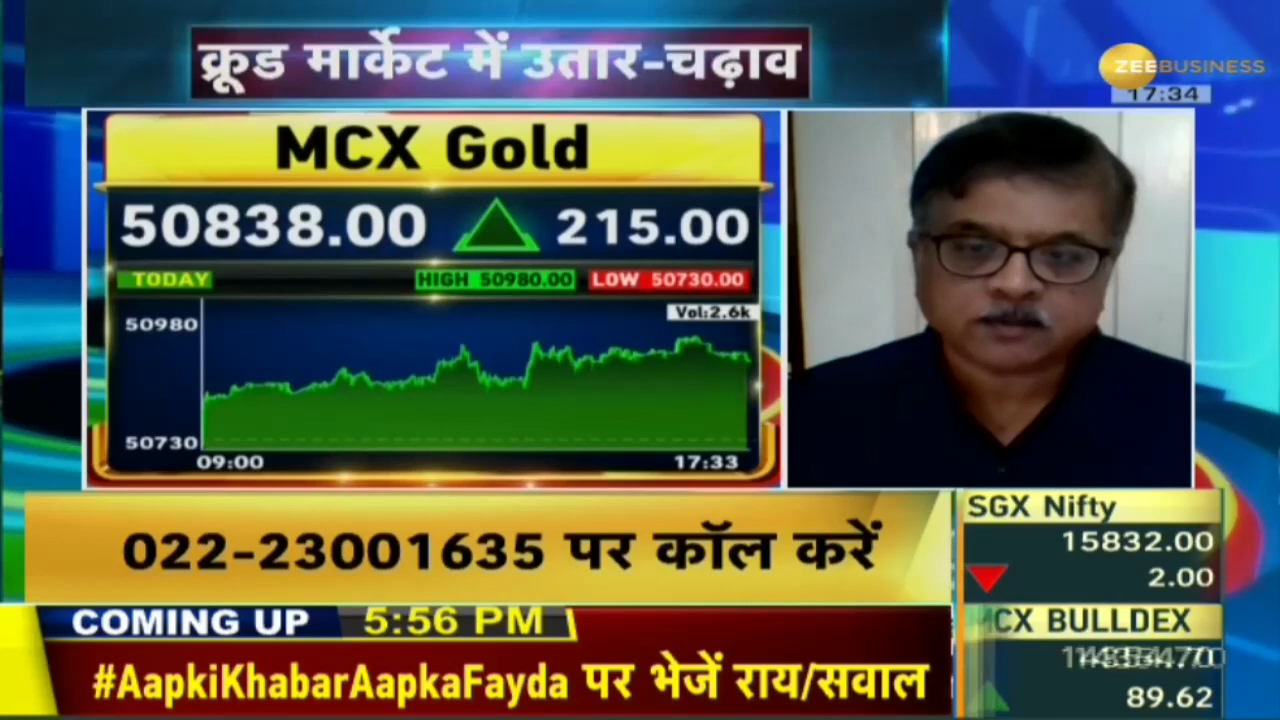 क्रूड मार्केट में उतार-चढ़ाव
ZEEBUSINESS
17:34
MCX Gold
50838.00 215.00
TODAY HIGH 50980.00 LOW 50730.00
Vol:2.6k
50980
50730
09:00 17:33
022-23001635 पर कॉल करें
SGX Nifty
15832.00
2.00
MCX BULLDEX
89.62
COMING UP 5:56 PM
#AapkiKhabarAapkaFayda पर भेजें राय/सवाल